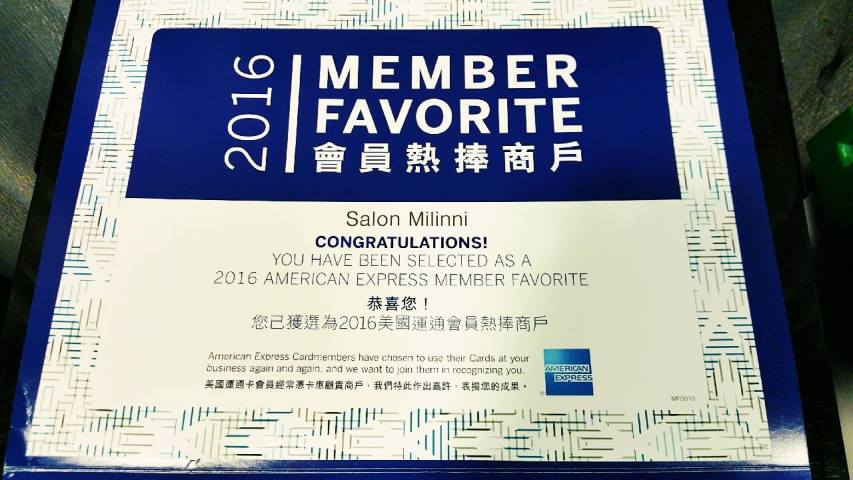 2016
MEMBER
FAVORITE
會員熱捧商戶
Salon Milinni
CONGRATULATIONS!
YOU HAVE BEEN SELECTED AS A
2016 AMERICAN EXPRESS MEMBER FAVORITE
恭喜您！
您已獲選為2016美國運通會員熱捧商戶
American Express Cardmembers have chosen to use their Cards at your
business again and again, and we want to join them in recognizing you.
美國運通卡會員經常憑卡惠顧貴商戶，我們特此作出嘉許，表揚您的成果。
AMERICAN
EXPRESS
®
MF0010